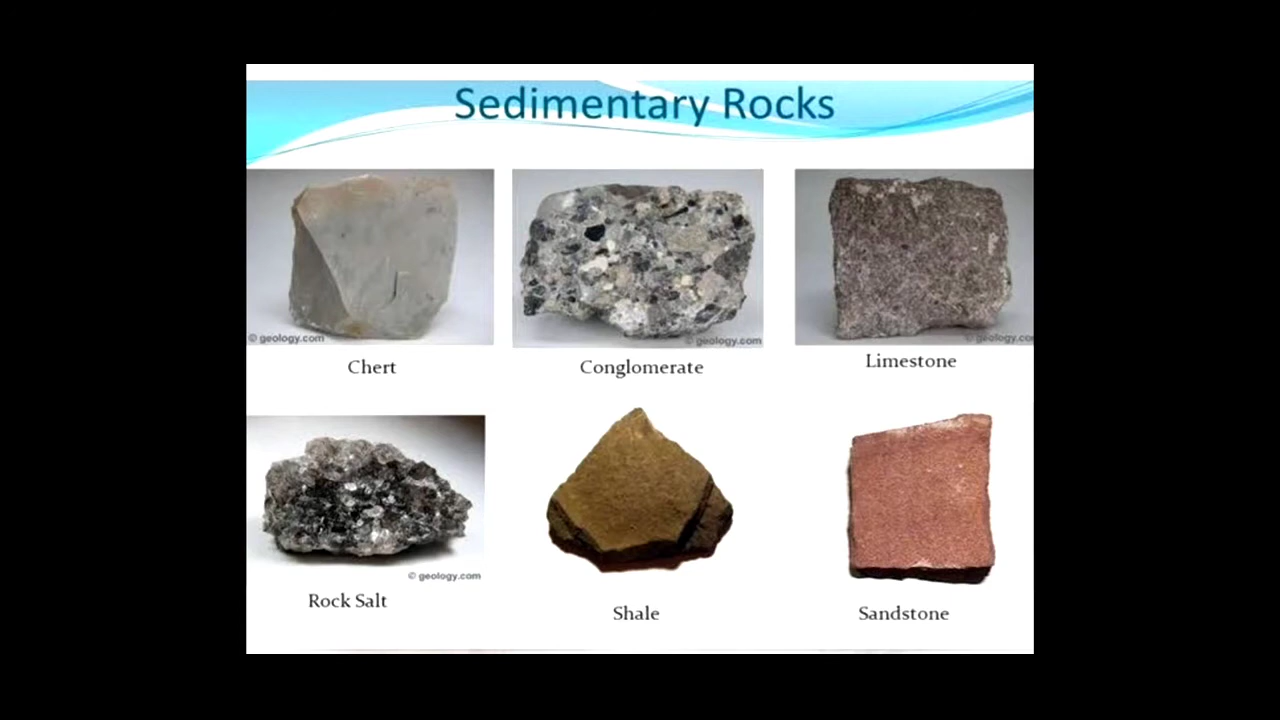 Sedimentary Rocks
© geology.com
© geology.com
© geology.com
Chert
Conglomerate
Limestone
© geology.com
Rock Salt
Shale
Sandstone